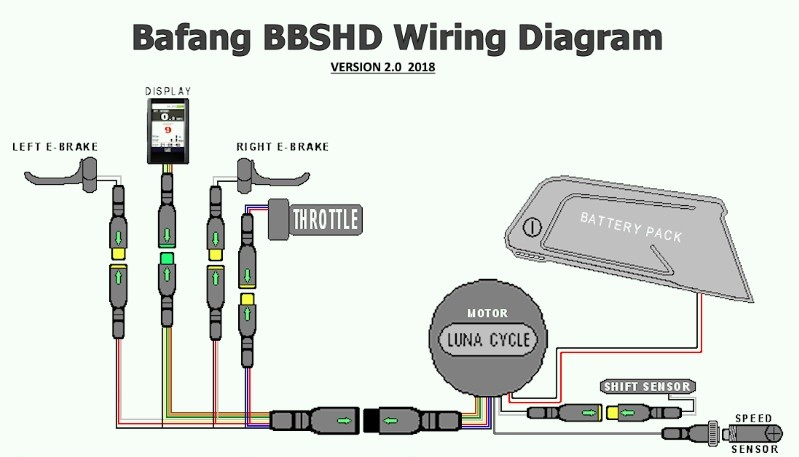 Bafang BBSHD Wiring Diagram
VERSION 2.0 2018
DISPLAY
LEFT E-BRAKE
RIGHT E-BRAKE
THROTTLE
BATTERY PACK
MOTOR
LUNA CYCLE
SHIFT SENSOR
SPEED
SENSOR